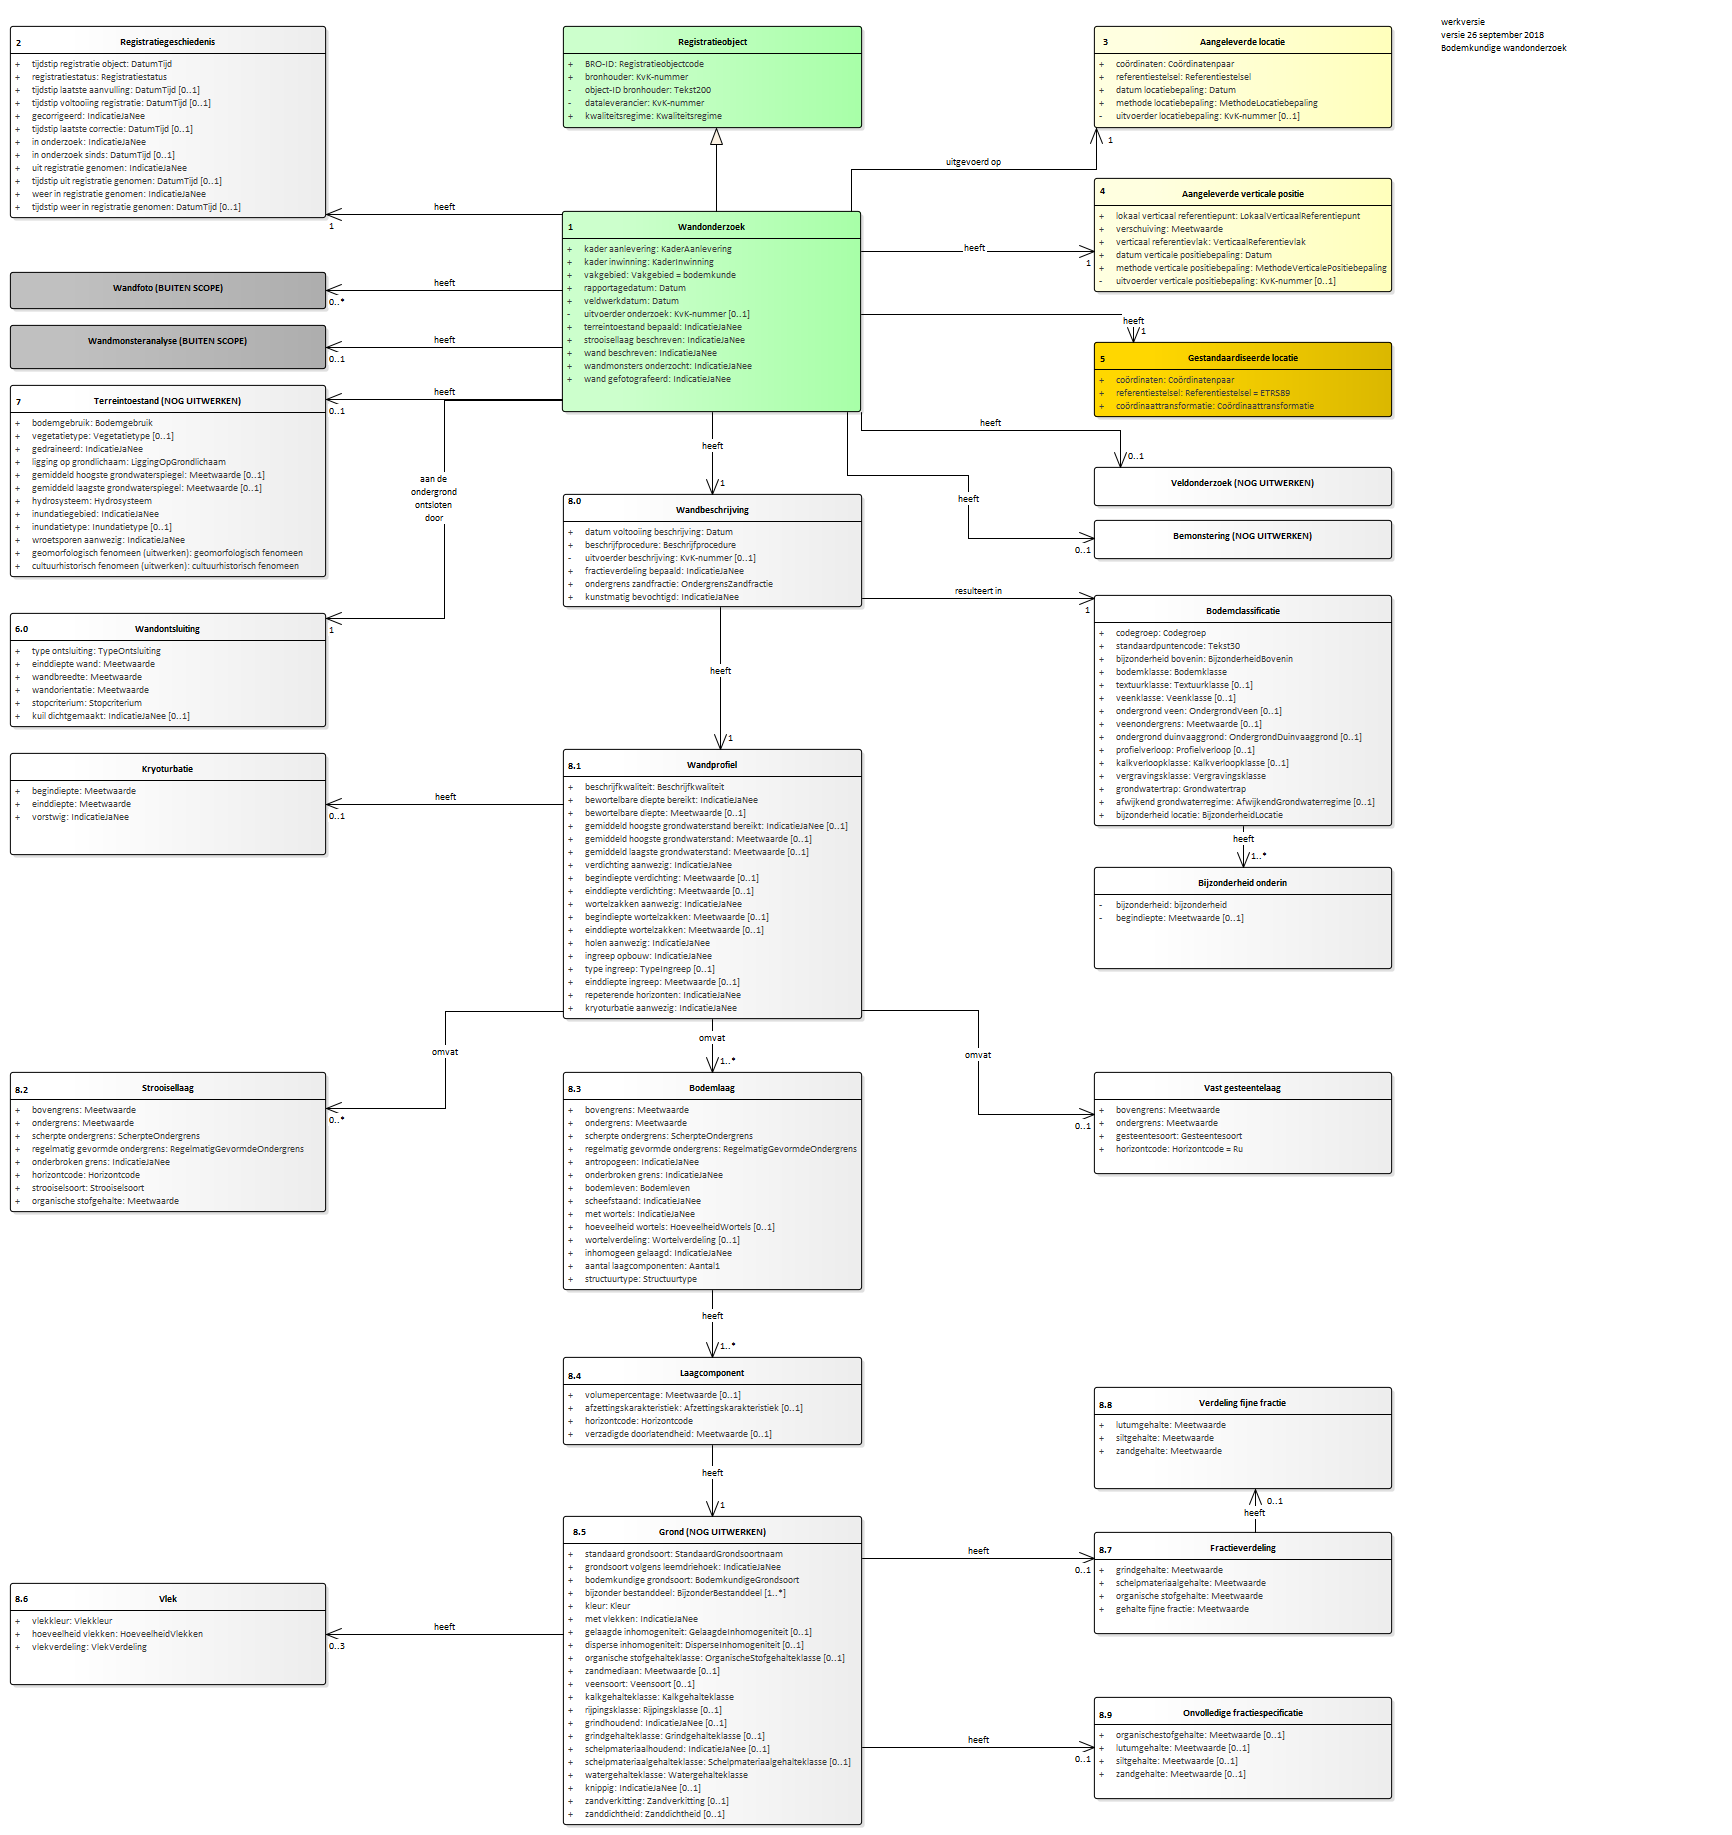 werkversie
versie 26 september 2018
Bodemkundige wandonderzoek
2 Registratiegeschiedenis
+ tijdstip registratie object: DatumTijd
+ registratiestatus: Registratiestatus
+ tijdstip laatste aanvulling: DatumTijd [0..1]
+ tijdstip voltooiing registratie: DatumTijd [0..1]
+ gecorrigeerd: IndicatieJaNee
+ tijdstip laatste correctie: DatumTijd [0..1]
+ in onderzoek: IndicatieJaNee
+ in onderzoek sinds: DatumTijd [0..1]
+ uit registratie genomen: IndicatieJaNee
+ tijdstip uit registratie genomen: DatumTijd [0..1]
+ weer in registratie genomen: IndicatieJaNee
+ tijdstip weer in registratie genomen: DatumTijd [0..1]
Registratieobject
+ BRO-ID: Registratieobjectcode
+ bronhouder: KvK-nummer
- object-ID bronhouder: Tekst200
- dataleverancier: KvK-nummer
+ kwaliteitsregime: Kwaliteitsregime
3 Aangeleverde locatie
+ coördinaten: Coördinatenpaar
+ referentiestelsel: Referentiestelsel
+ datum locatiebepaling: Datum
+ methode locatiebepaling: MethodeLocatiebepaling
- uitvoerder locatiebepaling: KvK-nummer [0..1]
uitgevoerd op
1
4 Aangeleverde verticale positie
+ lokaal verticaal referentiepunt: LokaalVerticaalReferentiepunt
+ verschuiving: Meetwaarde
+ verticaal referentievlak: VerticaalReferentievlak
+ datum verticale positiebepaling: Datum
+ methode verticale positiebepaling: MethodeVerticalePositiebepaling
- uitvoerder verticale positiebepaling: KvK-nummer [0..1]
heeft
1
heeft
1
1 Wandonderzoek
+ kader aanlevering: KaderAanlevering
+ kader inwinning: KaderInwinning
+ vakgebied: Vakgebied = bodemkunde
+ rapportagedatum: Datum
+ veldwerkdatum: Datum
- uitvoerder onderzoek: KvK-nummer [0..1]
+ terreintoestand bepaald: IndicatieJaNee
+ strooisellaag beschreven: IndicatieJaNee
+ wand beschreven: IndicatieJaNee
+ wandmonsters onderzocht: IndicatieJaNee
+ wand gefotografeerd: IndicatieJaNee
Wandfoto (BUITEN SCOPE)
heeft
0..*
Wandmonsteranalyse (BUITEN SCOPE)
heeft
0..1
heeft
1
5 Gestandaardiseerde locatie
+ coördinaten: Coördinatenpaar
+ referentiestelsel: Referentiestelsel = ETRS89
+ coördinaattransformatie: Coördinaattransformatie
7 Terreintoestand (NOG UITWERKEN)
+ bodemgebruik: Bodemgebruik
+ vegetatietype: Vegetatietype [0..1]
+ gedraineerd: IndicatieJaNee
+ ligging op grondlichaam: LiggingOpGrondlichaam
+ gemiddeld hoogste grondwaterspiegel: Meetwaarde [0..1]
+ gemiddeld laagste grondwaterspiegel: Meetwaarde [0..1]
+ hydrosysteem: Hydrosysteem
+ inundatiegebied: IndicatieJaNee
+ inundatietype: Inundatietype [0..1]
+ wroetsporen aanwezig: IndicatieJaNee
+ geomorfologisch fenomeen (uitwerken): geomorfologisch fenomeen
+ cultuurhistorisch fenomeen (uitwerken): cultuurhistorisch fenomeen
heeft
0..1
aan de
ondergrond
ontsloten
door
1
heeft
1
heeft
0..1
Veldonderzoek (NOG UITWERKEN)
heeft
0..1
Bemonstering (NOG UITWERKEN)
8.0 Wandbeschrijving
+ datum voltooiing beschrijving: Datum
+ beschrijfprocedure: Beschrijfprocedure
- uitvoerder beschrijving: KvK-nummer [0..1]
+ fractieverdeling bepaald: IndicatieJaNee
+ ondergrens zandfractie: OndergrensZandfractie
+ kunstmatig bevochtigd: IndicatieJaNee
resulteert in
1
6.0 Wandontsluiting
+ type ontsluiting: TypeOntsluiting
+ einddiepte wand: Meetwaarde
+ wandbreedte: Meetwaarde
+ wandorientatie: Meetwaarde
+ stopcriterium: Stopcriterium
+ kuil dichtgemaakt: IndicatieJaNee [0..1]
heeft
1
Bodemclassificatie
+ codegroep: Codegroep
+ standaardpuntencode: Tekst30
+ bijzonderheid bovenin: BijzonderheidBovenin
+ bodemklasse: Bodemklasse
+ textuurklasse: Textuurklasse [0..1]
+ veenklasse: Veenklasse [0..1]
+ ondergrond veen: OndergrondVeen [0..1]
+ veenondergrens: Meetwaarde [0..1]
+ ondergrond duinvaaggrond: OndergrondDuinvaaggrond [0..1]
+ profielverloop: Profielverloop [0..1]
+ kalkverloopklasse: Kalkverloopklasse [0..1]
+ vergravingsklasse: Vergravingsklasse
+ grondwatertrap: Grondwatertrap
+ afwijkend grondwaterregime: AfwijkendGrondwaterregime [0..1]
+ bijzonderheid locatie: BijzonderheidLocatie
heeft
1..*
Bijzonderheid onderin
- bijzonderheid: bijzonderheid
- begindiepte: Meetwaarde [0..1]
Kryoturbatie
+ begindiepte: Meetwaarde
+ einddiepte: Meetwaarde
+ vorstwig: IndicatieJaNee
heeft
0..1
8.1 Wandprofiel
+ beschrijfkwaliteit: Beschrijfkwaliteit
+ bewortelbare diepte bereikt: IndicatieJaNee
+ bewortelbare diepte: Meetwaarde [0..1]
+ gemiddeld hoogste grondwaterstand bereikt: IndicatieJaNee [0..1]
+ gemiddeld hoogste grondwaterstand: Meetwaarde [0..1]
+ gemiddeld laagste grondwaterstand: Meetwaarde [0..1]
+ verdichting aanwezig: IndicatieJaNee
+ begindiepte verdichting: Meetwaarde [0..1]
+ einddiepte verdichting: Meetwaarde [0..1]
+ wortelzakken aanwezig: IndicatieJaNee
+ begindiepte wortelzakken: Meetwaarde [0..1]
+ einddiepte wortelzakken: Meetwaarde [0..1]
+ holen aanwezig: IndicatieJaNee
+ ingreep opbouw: IndicatieJaNee
+ type ingreep: TypeIngreep [0..1]
+ einddiepte ingreep: Meetwaarde [0..1]
+ repeterende horizonten: IndicatieJaNee
+ kryoturbatie aanwezig: IndicatieJaNee
omvat
0..*
omvat
1..*
omvat
0..1
8.2 Strooisellaag
+ bovengrens: Meetwaarde
+ ondergrens: Meetwaarde
+ scherpte ondergrens: ScherpteOndergrens
+ regelmatig gevormde ondergrens: RegelmatigGevormdeOndergrens
+ onderbroken grens: IndicatieJaNee
+ horizontcode: Horizontcode
+ strooiselsoort: Strooiselsoort
+ organische stofgehalte: Meetwaarde
8.3 Bodemlaag
+ bovengrens: Meetwaarde
+ ondergrens: Meetwaarde
+ scherpte ondergrens: ScherpteOndergrens
+ regelmatig gevormde ondergrens: RegelmatigGevormdeOndergrens
+ antropogeen: IndicatieJaNee
+ onderbroken grens: IndicatieJaNee
+ bodemleven: Bodemleven
+ scheefstaand: IndicatieJaNee
+ met wortels: IndicatieJaNee
+ hoeveelheid wortels: HoeveelheidWortels [0..1]
+ wortelverdeling: Wortelverdeling [0..1]
+ inhomogeen gelaagd: IndicatieJaNee
+ aantal laagcomponenten: Aantal1
+ structuurtype: Structuurtype
Vast gesteentelaag
+ bovengrens: Meetwaarde
+ ondergrens: Meetwaarde
+ gesteentesoort: Gesteentesoort
+ horizontcode: Horizontcode = Ru
heeft
1..*
8.4 Laagcomponent
+ volumepercentage: Meetwaarde [0..1]
+ afzettingskarakteristiek: Afzettingskarakteristiek [0..1]
+ horizontcode: Horizontcode
+ verzadigde doorlatendheid: Meetwaarde [0..1]
heeft
1
8.8 Verdeling fijne fractie
+ lutumgehalte: Meetwaarde
+ siltgehalte: Meetwaarde
+ zandgehalte: Meetwaarde
0..1
heeft
8.7 Fractieverdeling
+ grindgehalte: Meetwaarde
+ schelpmateriaalgehalte: Meetwaarde
+ organische stofgehalte: Meetwaarde
+ gehalte fijne fractie: Meetwaarde
heeft
0..1
8.5 Grond (NOG UITWERKEN)
+ standaard grondsoort: StandaardGrondsoortnaam
+ grondsoort volgens leemdriehoek: IndicatieJaNee
+ bodemkundige grondsoort: BodemkundigeGrondsoort
+ bijzonder bestanddeel: BijzonderBestanddeel [1..*]
+ kleur: Kleur
+ met vlekken: IndicatieJaNee
+ gelaagde inhomogeniteit: GelaagdeInhomogeniteit [0..1]
+ disperse inhomogeniteit: DisperseInhomogeniteit [0..1]
+ organische stofgehalteklasse: OrganischeStofgehalteklasse [0..1]
+ zandmediaan: Meetwaarde [0..1]
+ veensoort: Veensoort [0..1]
+ kalkgehalteklasse: Kalkgehalteklasse
+ rijpingsklasse: Rijpingsklasse [0..1]
+ grindhoudend: IndicatieJaNee [0..1]
+ grindgehalteklasse: Grindgehalteklasse [0..1]
+ schelpmateriaalhoudend: IndicatieJaNee [0..1]
+ schelpmateriaalgehalteklasse: Schelpmateriaalgehalteklasse [0..1]
+ watergehalteklasse: Watergehalteklasse
+ knippig: IndicatieJaNee [0..1]
+ zandverkitting: Zandverkitting [0..1]
+ zanddichtheid: Zanddichtheid [0..1]
8.6 Vlek
+ vlekkleur: Vlekkleur
+ hoeveelheid vlekken: HoeveelheidVlekken
+ vlekverdeling: VlekVerdeling
heeft
0..3
heeft
0..1
8.9 Onvolledige fractiespecificatie
+ organischestofgehalte: Meetwaarde [0..1]
+ lutumgehalte: Meetwaarde [0..1]
+ siltgehalte: Meetwaarde [0..1]
+ zandgehalte: Meetwaarde [0..1]